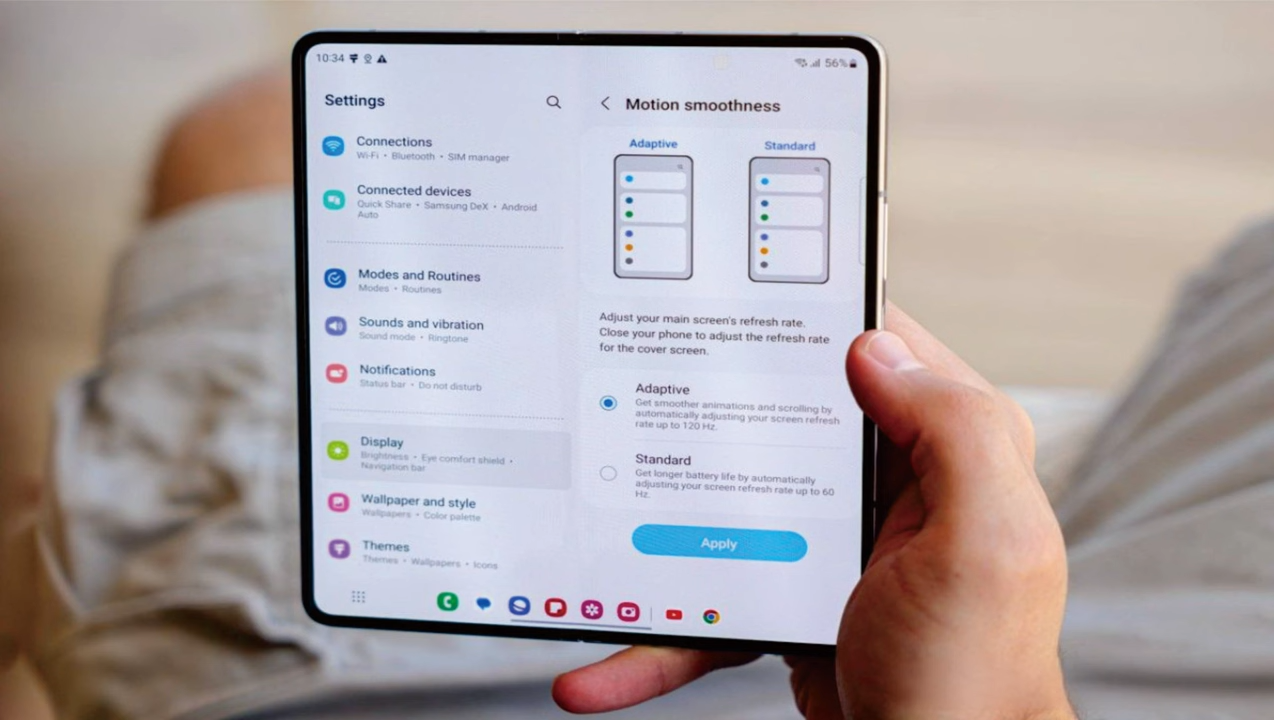 10:34
56%
Settings
Connections
Wi-Fi • Bluetooth • SIM manager
Connected devices
Quick Share • Samsung DeX • Android
Auto
Modes and Routines
Modes • Routines
Sounds and vibration
Sound mode • Ringtone
Notifications
Status bar • Do not disturb
Display
Brightness • Eye comfort shield •
Navigation bar
Wallpaper and style
Wallpapers • Color palette
Themes
Themes • Wallpapers • Icons
Motion smoothness
Adaptive
Standard
Adjust your main screen's refresh rate.
Close your phone to adjust the refresh rate
for the cover screen.
Adaptive
Get smoother animations and scrolling by
automatically adjusting your screen refresh
rate up to 120 Hz.
Standard
Get longer battery life by automatically
adjusting your screen refresh rate up to 60
Hz.
Apply